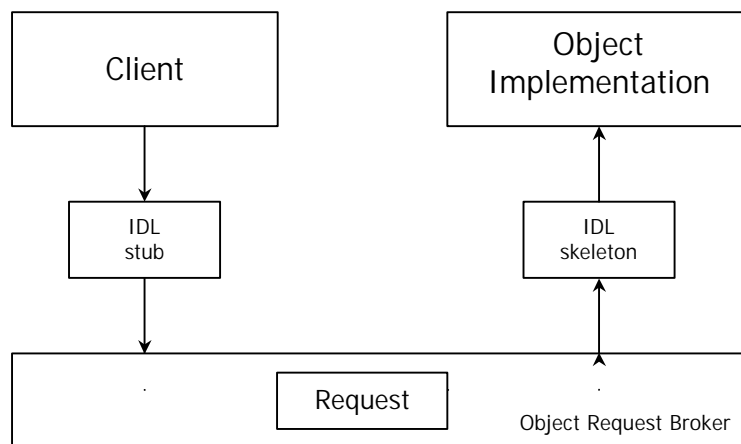 Client
Object
Implementation
IDL
stub
IDL
skeleton
Request
Object Request Broker